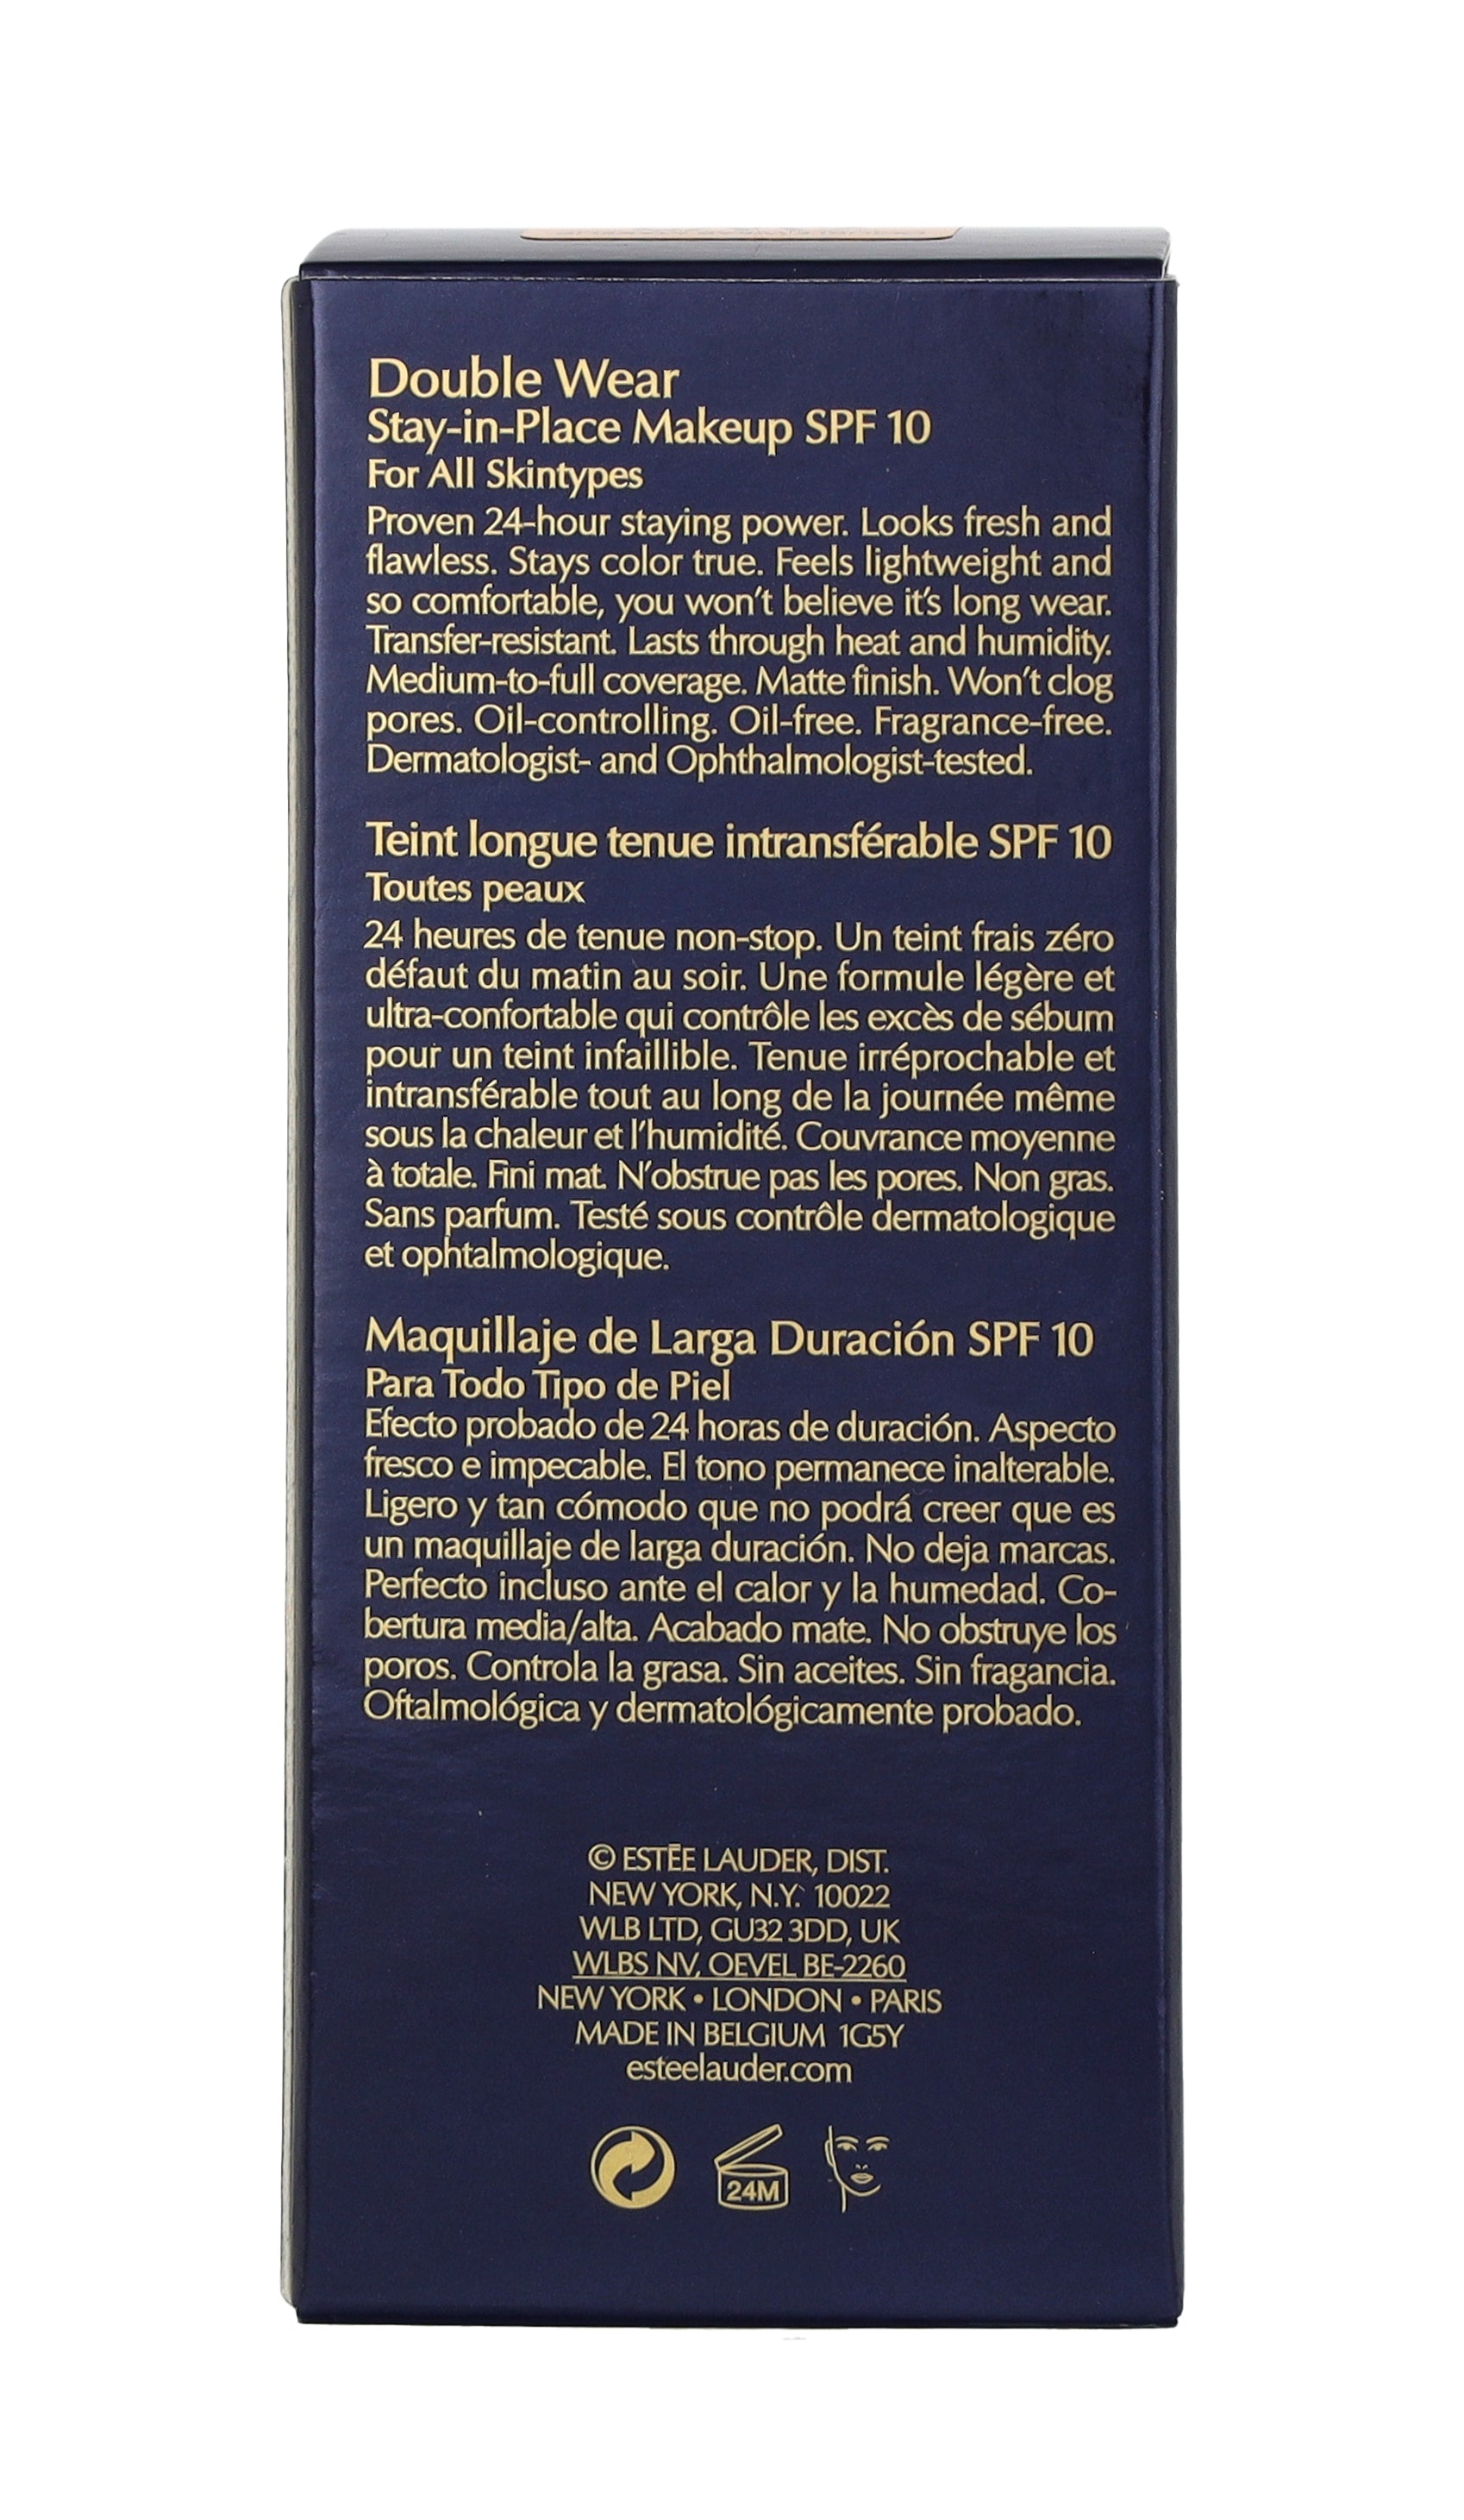 Double Wear
Stay-in-Place Makeup SPF 10
For All Skintypes
Proven 24-hour staying power. Looks fresh and
flawless. Stays color true. Feels lightweight and
so comfortable, you won't believe it's long wear.
Transfer-resistant. Lasts through heat and humidity.
Medium-to-full coverage. Matte finish. Won't clog
pores. Oil-controlling. Oil-free. Fragrance-free.
Dermatologist- and Ophthalmologist-tested.
Teint longue tenue intransférable SPF 10
Toutes peaux
24 heures de tenue non-stop. Un teint frais zéro
défaut du matin au soir. Une formule légère et
ultra-confortable qui contrôle les excès de sébum
pour un teint infaillible. Tenue irréprochable et
intransférable tout au long de la journée même
sous la chaleur et l'humidité. Couvrance moyenne
à totale. Fini mat. N'obstrue pas les pores. Non gras.
Sans parfum. Testé sous contrôle dermatologique
et ophtalmologique.
Maquillaje de Larga Duración SPF 10
Para Todo Tipo de Piel
Efecto probado de 24 horas de duración. Aspecto
fresco e impecable. El tono permanece inalterable.
Ligero y tan cómodo que no podrá creer que es
un maquillaje de larga duración. No deja marcas.
Perfecto incluso ante el calor y la humedad. Co-
bertura media/alta. Acabado mate. No obstruye los
poros. Controla la grasa. Sin aceites. Sin fragancia.
Oftalmológica y dermatológicamente probado.
© ESTĒE LAUDER, DIST.
NEW YORK, N.Y. 10022
WLB LTD, GU32 3DD, UK
WLBS NV, OEVEL BE-2260
NEW YORK • LONDON • PARIS
MADE IN BELGIUM 1G5Y
esteelauder.com
24M